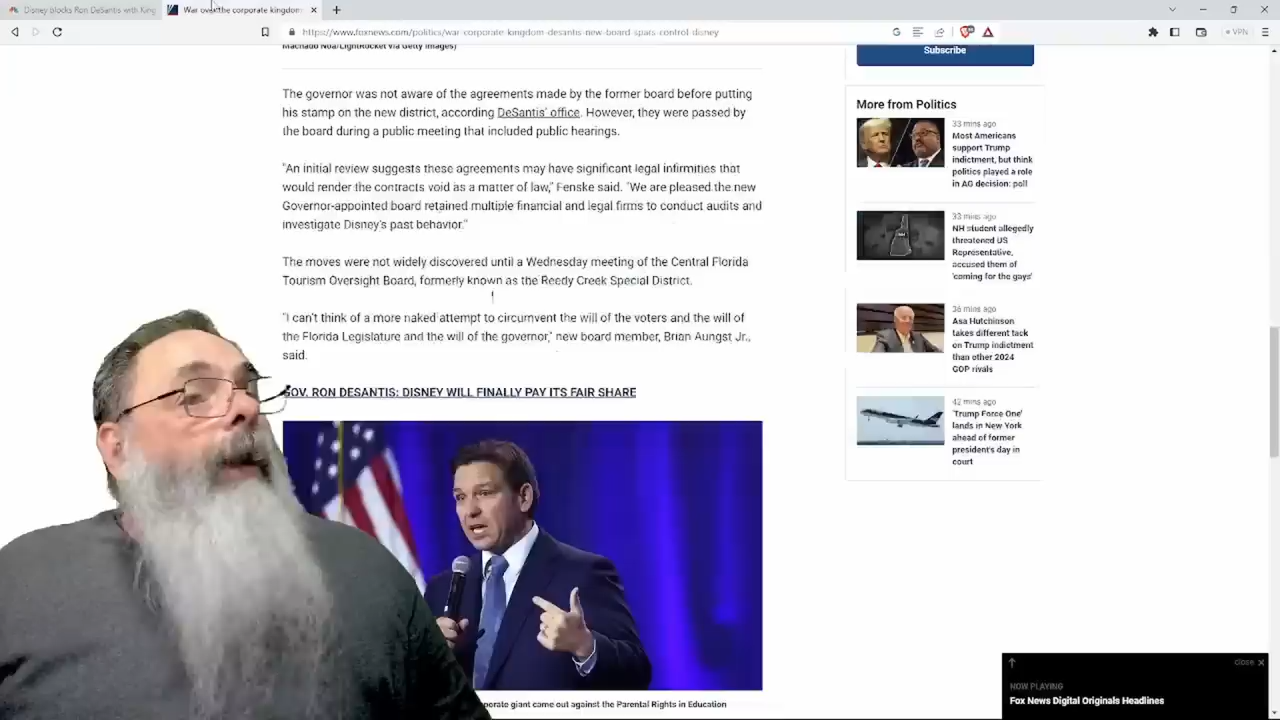 Disney blocks Ron DeSantis with King
War over the corporate kingdom
https://www.foxnews.com/politics/war-corporate-kingdom-desantis-new-board-spats-control-disney
VPN
Machado Noa/LightRocket via Getty Images)
The governor was not aware of the agreements made by the former board before putting
his stamp on the new district, according DeSantis' office. However, they were passed by
the board during a public meeting that included public hearings.
"An initial review suggests these agreements may have significant legal infirmities that
would render the contracts void as a matter of law," Fenske said. "We are pleased the new
Governor-appointed board retained multiple financial and legal firms to conduct audits and
investigate Disney's past behavior."
The moves were not widely discovered until a Wednesday meeting of the Central Florida
Tourism Oversight Board, formerly known as the Reedy Creek Special District.
"I can't think of a more naked attempt to circumvent the will of the voters and the will of
the Florida Legislature and the will of the governor," new board member, Brian Aungst Jr.,
said.
GOV. RON DESANTIS: DISNEY WILL FINALLY PAY ITS FAIR SHARE
porate giant came out against the Parental Rights in Education
Subscribe
More from Politics
33 mins ago
Most Americans
support Trump
indictment, but think
politics played a role
in AG decision: poll
33 mins ago
NH student allegedly
threatened US
Representative,
accused them of
'coming for the gays'
36 mins ago
Asa Hutchinson
takes different tack
on Trump indictment
than other 2024
GOP rivals
42 mins ago
'Trump Force One'
lands in New York
ahead of former
president's day in
court
close
NOW PLAYING
Fox News Digital Originals Headlines